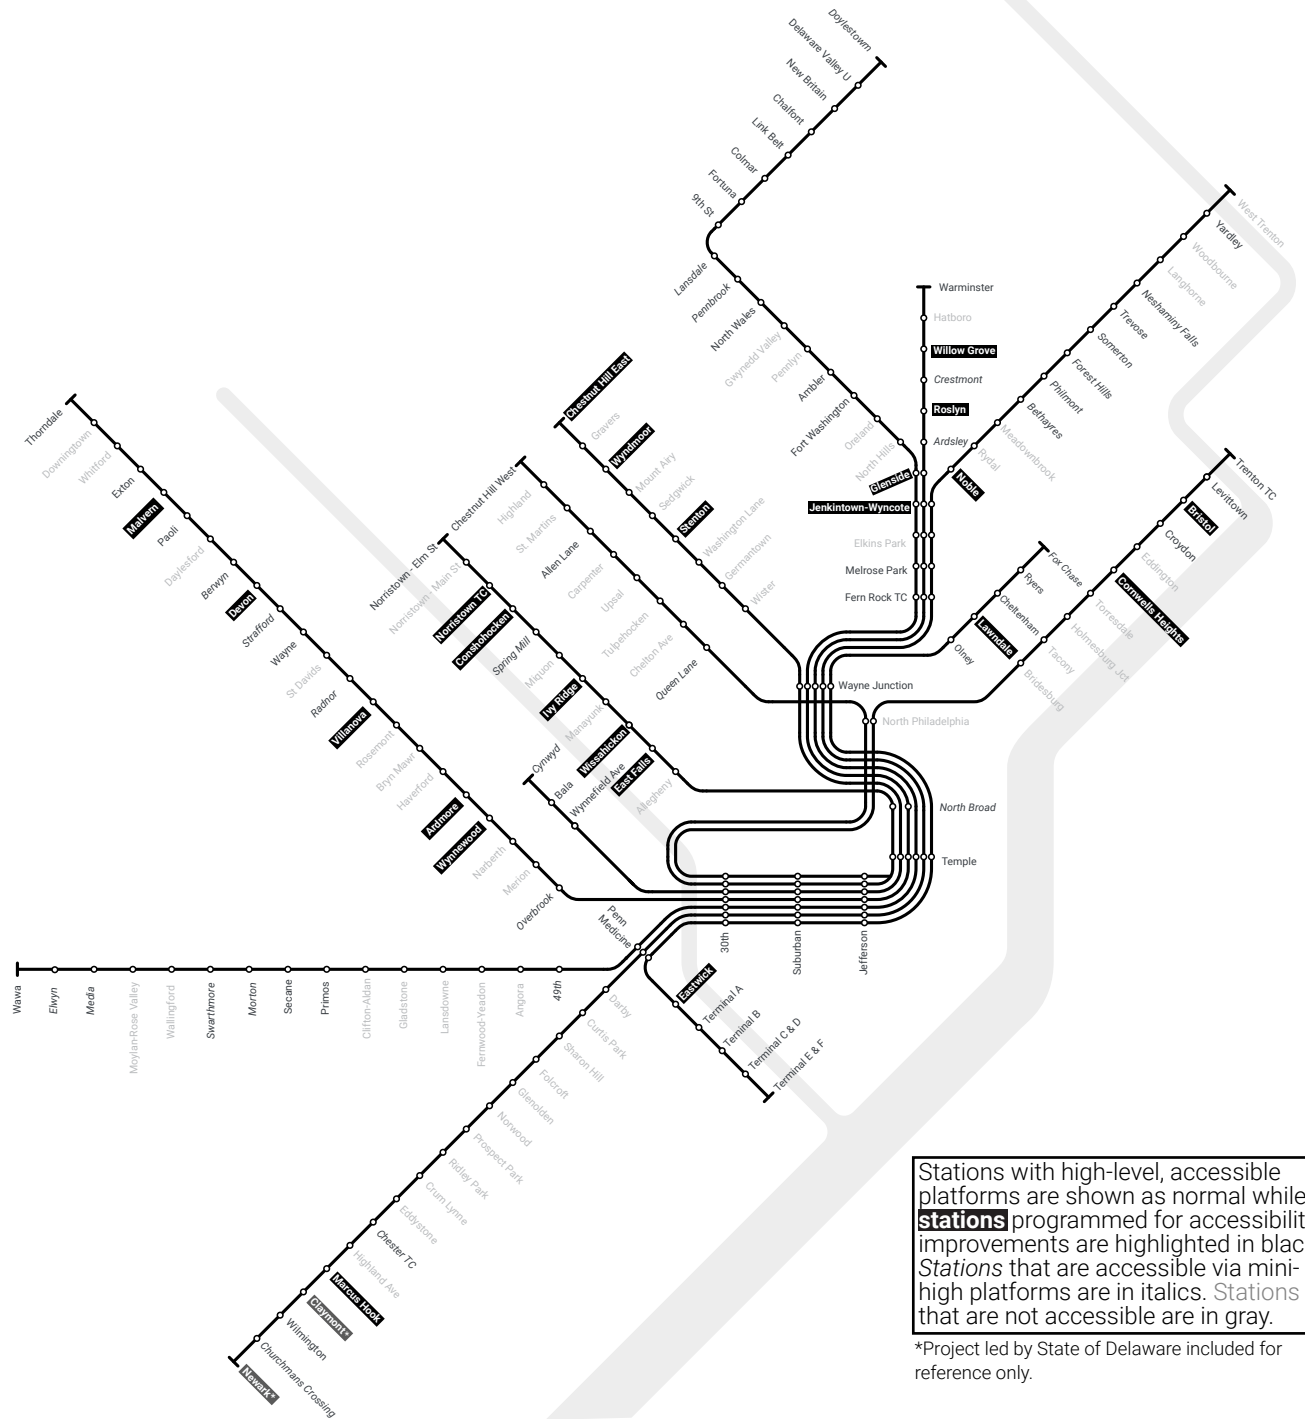 Doylestown
Delaware Valley U
New Britain
Chalfont
Link Belt
Colmar
Fortuna
9th St
Lansdale
Pennbrook
North Wales
Gwynedd Valley
Pennlyn
Ambler
Fort Washington
Oreland
North Hills
Glenside
Jenkintown-Wyncote
Elkins Park
Melrose Park
Fern Rock TC
Warminster
Hatboro
Willow Grove
Crestmont
Roslyn
Ardsley
West Trenton
Yardley
Woodbourne
Langhorne
Neshaminy Falls
Trevose
Somerton
Forest Hills
Philmont
Bethayres
Meadowbrook
Rydal
Noble
Chestnut Hill East
Gravers
Wyndmoor
Mount Airy
Sedgwick
Stenton
Washington Lane
Germantown
Wister
Chestnut Hill West
Highland
St. Martins
Allen Lane
Carpenter
Upsal
Tulpehocken
Chelton Ave
Queen Lane
Norristown - Elm St
Norristown - Main St
Norristown TC
Conshohocken
Spring Mill
Miquon
Ivy Ridge
Manayunk
Wissahickon
East Falls
Allegheny
Cynwyd
Bala
Wynnefield Ave
Thorndale
Downingtown
Whitford
Exton
Malvern
Paoli
Daylesford
Berwyn
Devon
Strafford
Wayne
St Davids
Radnor
Villanova
Rosemont
Bryn Mawr
Haverford
Ardmore
Wynnewood
Narberth
Merion
Overbrook
Trenton TC
Levittown
Bristol
Croydon
Eddington
Cornwells Heights
Torresdale
Holmesburg Jct
Tacony
Bridesburg
Fox Chase
Ryers
Cheltenham
Lawndale
Olney
Wayne Junction
North Philadelphia
North Broad
Temple
Penn
Medicine
30th
Suburban
Jefferson
Wawa
Elwyn
Media
Moylan-Rose Valley
Wallingford
Swarthmore
Morton
Secane
Primos
Clifton-Aldan
Gladstone
Lansdowne
Fernwood-Yeadon
Angora
49th
Eastwick
Terminal A
Terminal B
Terminal C & D
Terminal E & F
Darby
Curtis Park
Sharon Hill
Folcroft
Glenolden
Norwood
Prospect Park
Ridley Park
Crum Lynne
Eddystone
Chester TC
Highland Ave
Marcus Hook
Claymont*
Wilmington
Churchmans Crossing
Newark*
Stations with high-level, accessible
platforms are shown as normal while
stations programmed for accessibilit
improvements are highlighted in blac
Stations that are accessible via mini-
high platforms are in italics. Stations
that are not accessible are in gray.
*Project led by State of Delaware included for
reference only.